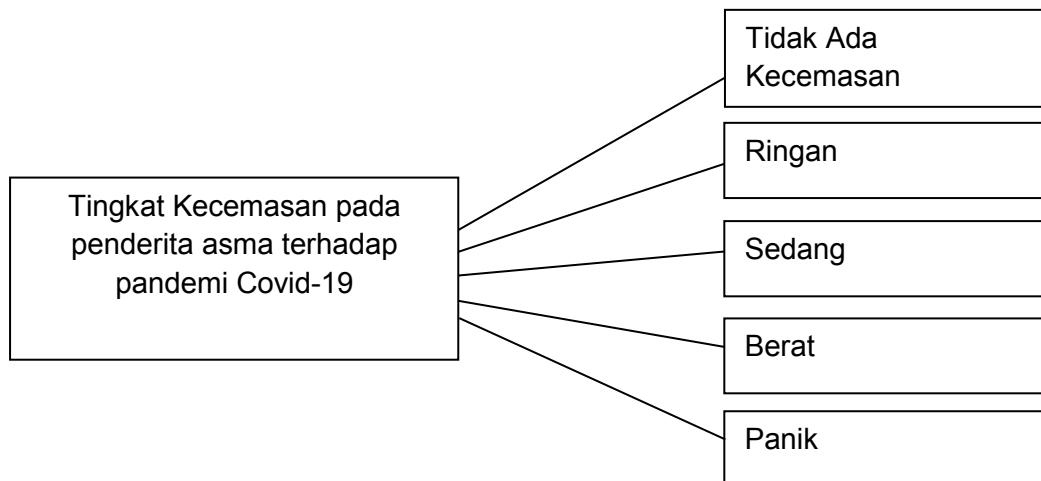 Tingkat Kecemasan pada
penderita asma terhadap
pandemi Covid-19
Tidak Ada
Kecemasan
Ringan
Sedang
Berat
Panik